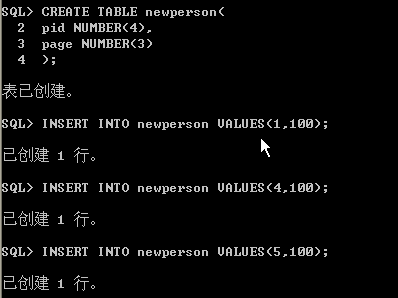 SQL> CREATE TABLE newperson(
  2  pid NUMBER(4),
  3  page NUMBER(3)
  4  );
表已创建。
SQL> INSERT INTO newperson VALUES(1,100);
已创建 1 行。
SQL> INSERT INTO newperson VALUES(4,100);
已创建 1 行。
SQL> INSERT INTO newperson VALUES(5,100);
已创建 1 行。